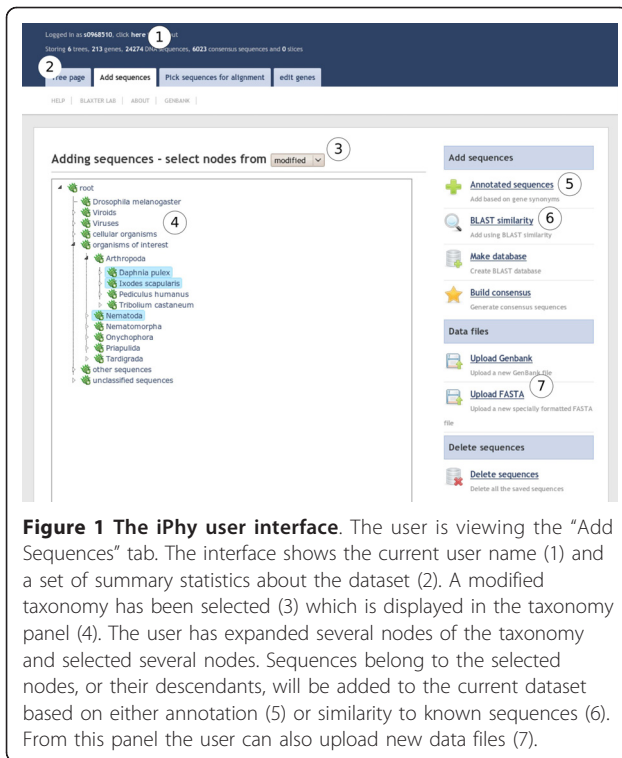 Logged in as s0968510, click here 1 out
Storing 6 trees, 213 genes, 24274 DNA sequences, 6023 consensus sequences and 0 slices
2
Tree page Add sequences Pick sequences for alignment edit genes
HELP | BLAXTER LAB | ABOUT | GENBANK |
Adding sequences - select nodes from modified 3
root
Drosophila melanogaster
Viroids
Viruses
cellular organisms
organisms of interest
Arthropoda
Daphnia pulex
Ixodes scapularis
Pediculus humanus
Tribolium castaneum
Nematoda
Nematomorpha
Onychophora
Priapulida
Tardigrada
other sequences
unclassified sequences
4
Add sequences
Annotated sequences 5
Add based on gene synonyms
BLAST similarity 6
Add using BLAST similarity
Make database
Create BLAST database
Build consensus
Generate consensus sequences
Data files
Upload Genbank
Upload a new GenBank file
Upload FASTA 7
Upload a new specially formatted FASTA
file
Delete sequences
Delete sequences
Delete all the saved sequences
Figure 1 The iPhy user interface. The user is viewing the "Add
Sequences" tab. The interface shows the current user name (1) and
a set of summary statistics about the dataset (2). A modified
taxonomy has been selected (3) which is displayed in the taxonomy
panel (4). The user has expanded several nodes of the taxonomy
and selected several nodes. Sequences belong to the selected
nodes, or their descendants, will be added to the current dataset
based on either annotation (5) or similarity to known sequences (6).
From this panel the user can also upload new data files (7).